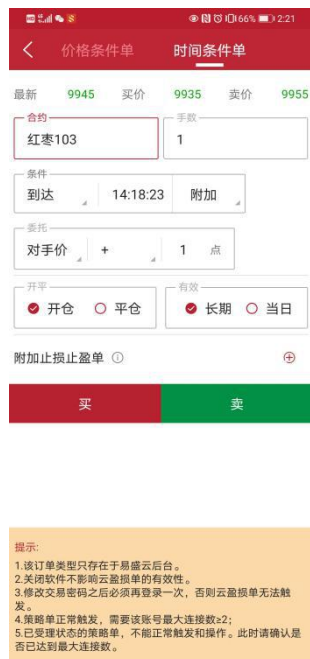 66% 2:21
价格条件单 时间条件单
最新 9945 买价 9935 卖价 9955
合约 手数
红枣103 1
条件
到达 14:18:23 附加
委托
对手价 + 1 点
开平 有效
开仓 平仓 长期 当日
附加止损止盈单
买 卖
提示:
1.该订单类型只存在于易盛云后台。
2.关闭软件不影响云盈损单的有效性。
3.修改交易密码之后必须再登录一次，否则云盈损单无法触
发。
4.策略单正常触发，需要该账号最大连接数≥2;
5.已受理状态的策略单，不能正常触发和操作。此时请确认是
否已达到最大连接数。